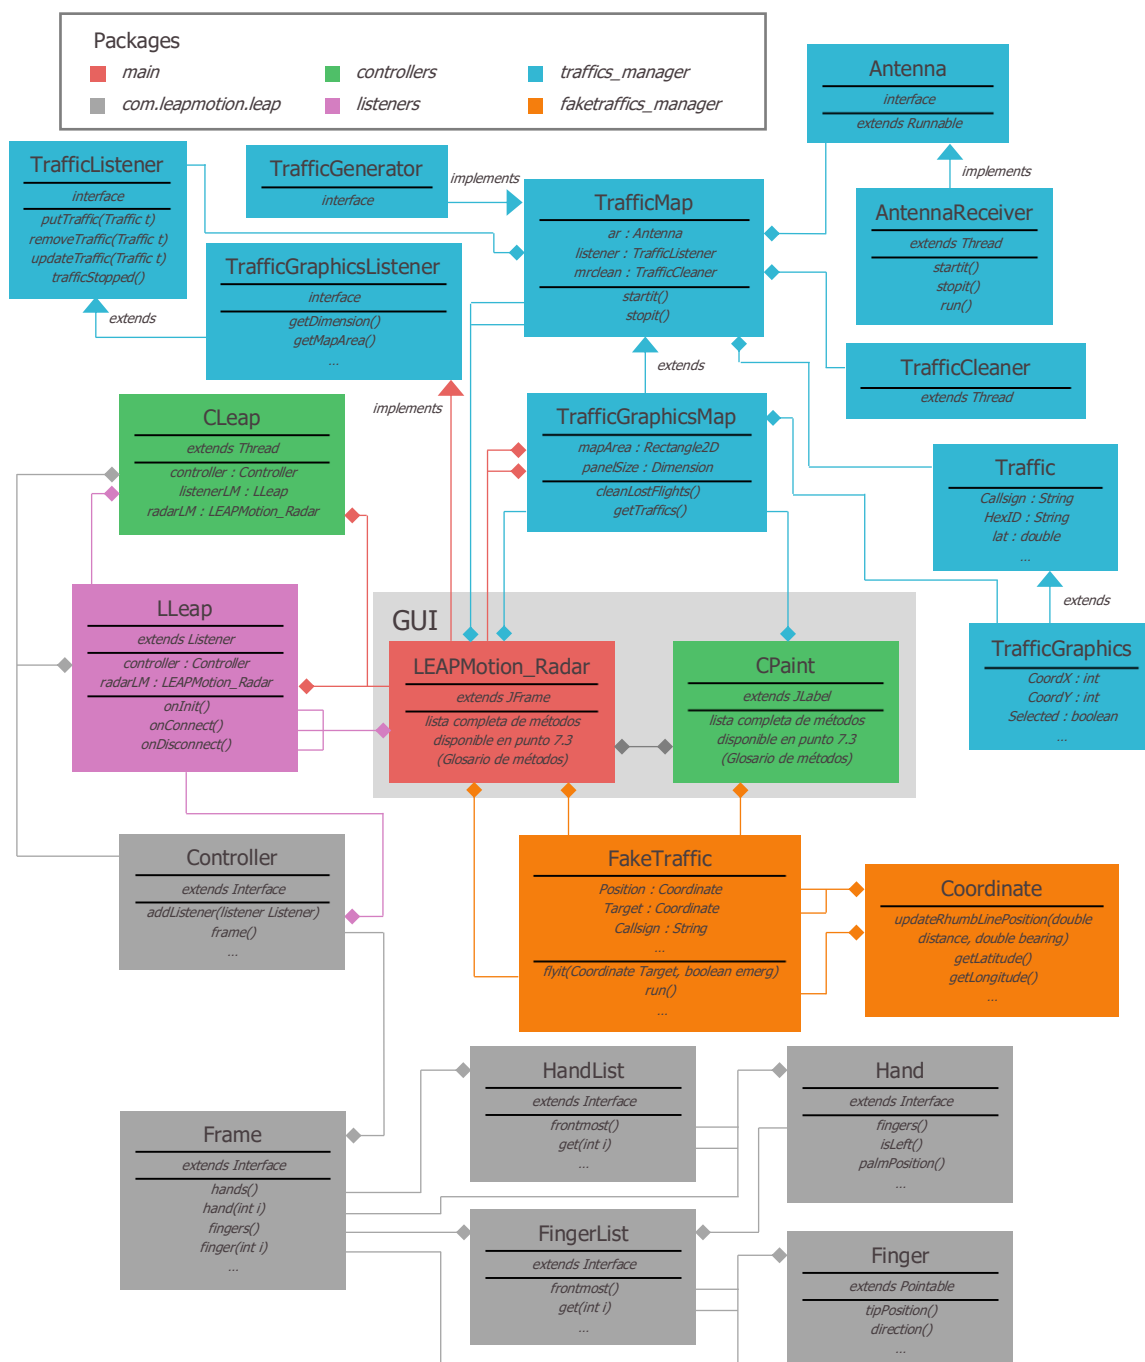 Packages
main
controllers
traffics_manager
com.leapmotion.leap
listeners
faketraffics_manager
Antenna
interface
extends Runnable
TrafficListener
interface
putTraffic(Traffic t)
removeTraffic(Traffic t)
updateTraffic(Traffic t)
trafficStopped()
TrafficGenerator
interface
implements
TrafficMap
ar : Antenna
listener : TrafficListener
mrclean : TrafficCleaner
startit()
stopit()
implements
AntennaReceiver
extends Thread
startit()
stopit()
run()
TrafficGraphicsListener
interface
getDimension()
getMapArea()
...
extends
extends
TrafficCleaner
extends Thread
implements
CLeap
extends Thread
controller : Controller
listenerLM : LLeap
radarLM : LEAPMotion_Radar
TrafficGraphicsMap
mapArea : Rectangle2D
panelSize : Dimension
cleanLostFlights()
getTraffics()
Traffic
Callsign : String
HexID : String
lat : double
...
extends
LLeap
extends Listener
controller : Controller
radarLM : LEAPMotion_Radar
onInit()
onConnect()
onDisconnect()
GUI
LEAPMotion_Radar
extends JFrame
lista completa de métodos
disponible en punto 7.3
(Glosario de métodos)
CPaint
extends JLabel
lista completa de métodos
disponible en punto 7.3
(Glosario de métodos)
TrafficGraphics
CoordX : int
CoordY : int
Selected : boolean
...
Controller
extends Interface
addListener(listener Listener)
frame()
...
FakeTraffic
Position : Coordinate
Target : Coordinate
Callsign : String
...
flyit(Coordinate Target, boolean emerg)
run()
...
Coordinate
updateRhumbLinePosition(double
distance, double bearing)
getLatitude()
getLongitude()
...
HandList
extends Interface
frontmost()
get(int i)
...
Hand
extends Interface
fingers()
isLeft()
palmPosition()
...
Frame
extends Interface
hands()
hand(int i)
fingers()
finger(int i)
...
FingerList
extends Interface
frontmost()
get(int i)
...
Finger
extends Pointable
tipPosition()
direction()
...